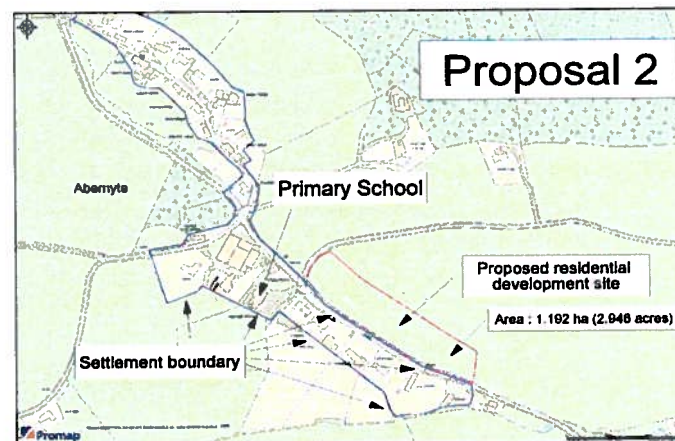 Proposal 2
Abernyte
Primary School
Proposed residential
development site
Area : 1.192 ha (2.946 acres)
Settlement boundary
Promap